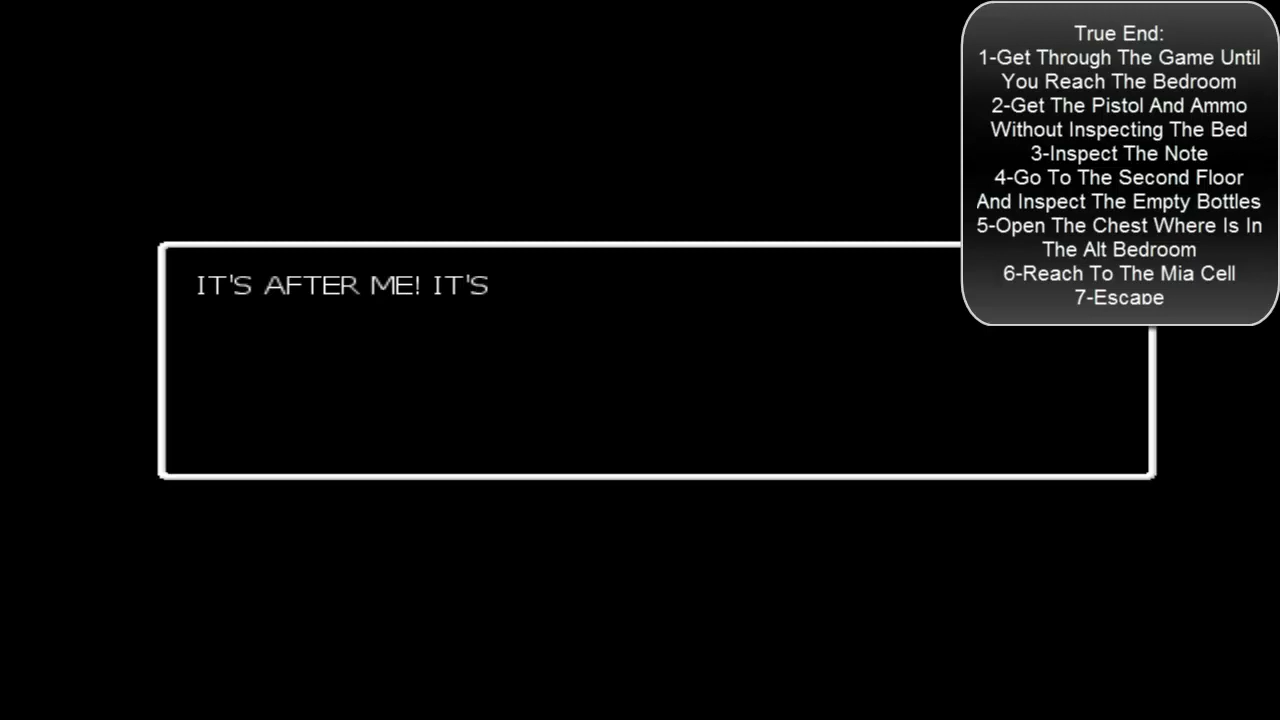 True End:
1-Get Through The Game Until
You Reach The Bedroom
2-Get The Pistol And Ammo
Without Inspecting The Bed
3-Inspect The Note
4-Go To The Second Floor
And Inspect The Empty Bottles
5-Open The Chest Where Is In
The Alt Bedroom
6-Reach To The Mia Cell
7-Escape
IT'S AFTER ME! IT'S